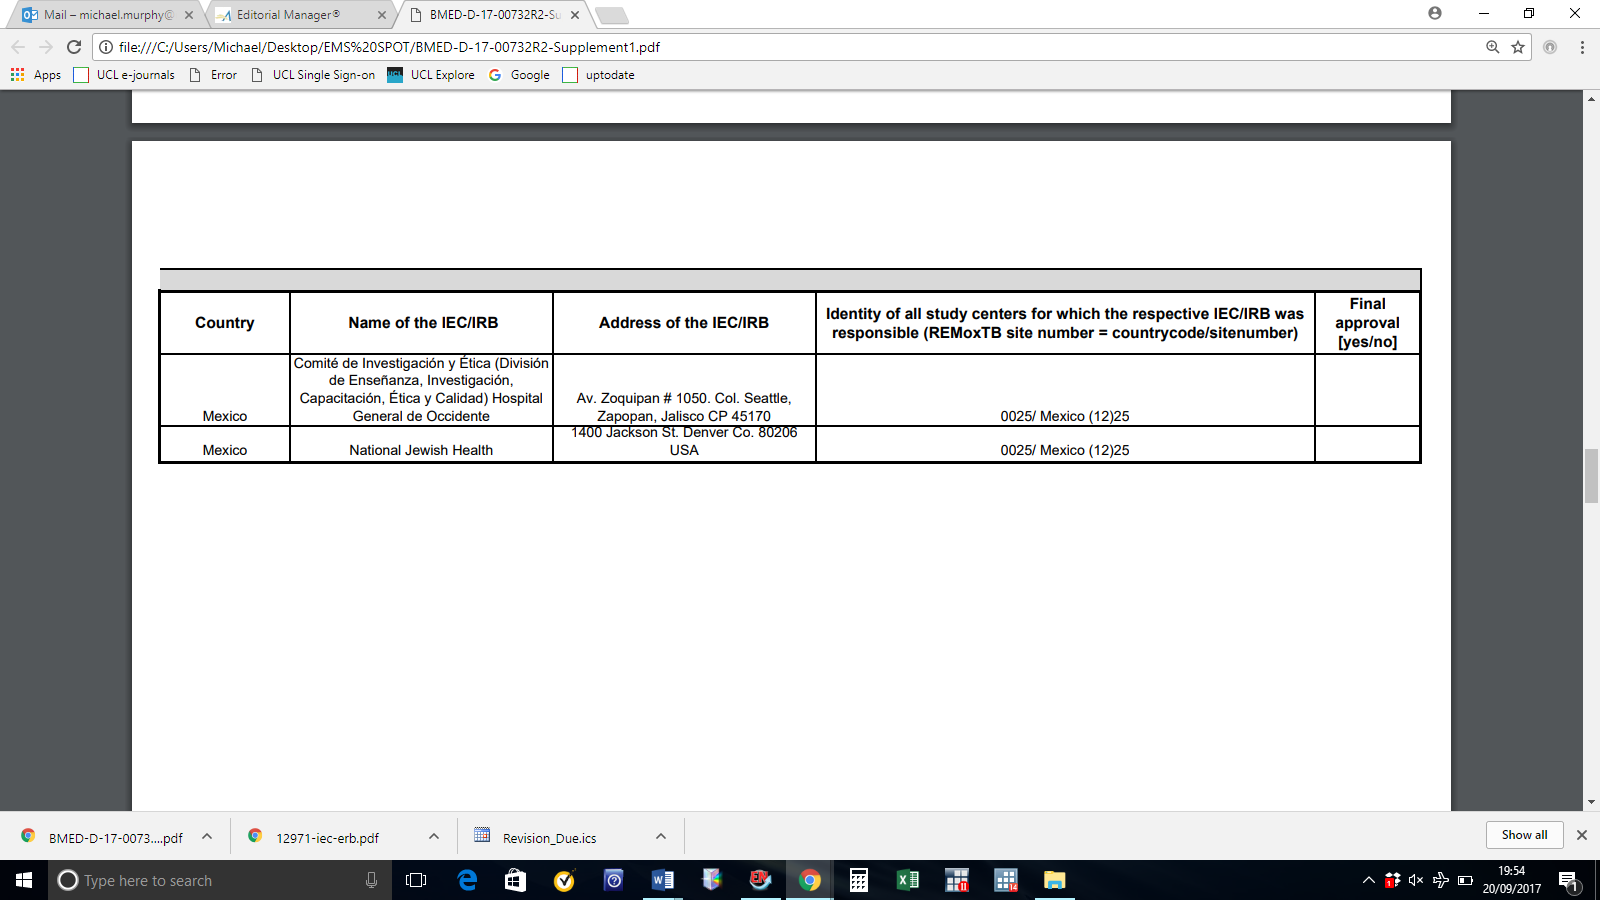 Mail – michael.murphy@
Editorial Manager®
BMED-D-17-00732R2-Su
file:///C:/Users/Michael/Desktop/EMS%20SPOT/BMED-D-17-00732R2-Supplement1.pdf
Apps
UCL e-journals
Error
UCL Single Sign-on
UCL Explore
Google
uptodate
Country
Name of the IEC/IRB
Address of the IEC/IRB
Identity of all study centers for which the respective IEC/IRB was
responsible (REMoxTB site number = countrycode/sitenumber)
Final
approval
[yes/no]
Mexico
Comité de Investigación y Ética (División
de Enseñanza, Investigación,
Capacitación, Ética y Calidad) Hospital
General de Occidente
Av. Zoquipan # 1050. Col. Seattle,
Zapopan, Jalisco CP 45170
0025/ Mexico (12)25
Mexico
National Jewish Health
1400 Jackson St. Denver Co. 80206
USA
0025/ Mexico (12)25
BMED-D-17-0073....pdf
12971-iec-erb.pdf
Revision_Due.ics
Show all
Type here to search
19:54
20/09/2017
1